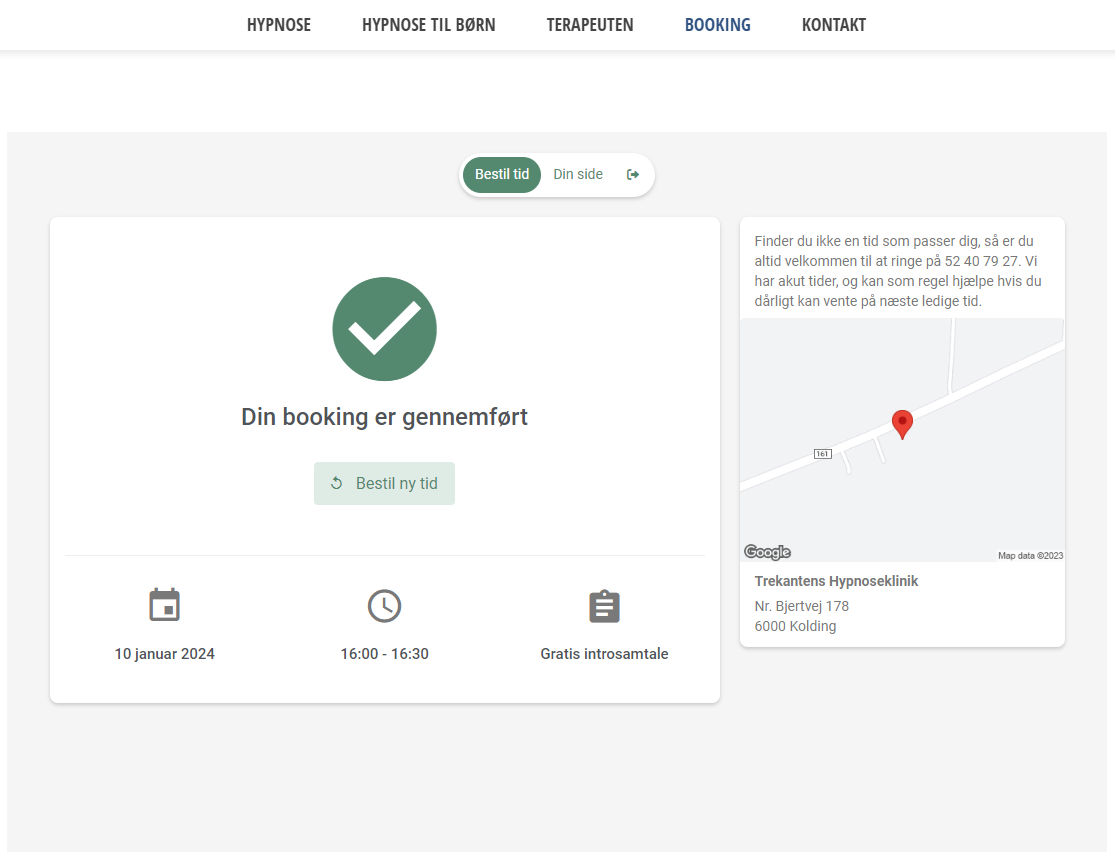 HYPNOSE
HYPNOSE TIL BØRN
TERAPEUTEN
BOOKING
KONTAKT
Bestil tid
Din side
Din booking er gennemført
Bestil ny tid
10 januar 2024
16:00 - 16:30
Gratis introsamtale
Finder du ikke en tid som passer dig, så er du
altid velkommen til at ringe på 52 40 79 27. Vi
har akut tider, og kan som regel hjælpe hvis du
dårligt kan vente på næste ledige tid.
161
Google
Map data ©2023
Trekantens Hypnoseklinik
Nr. Bjertvej 178
6000 Kolding